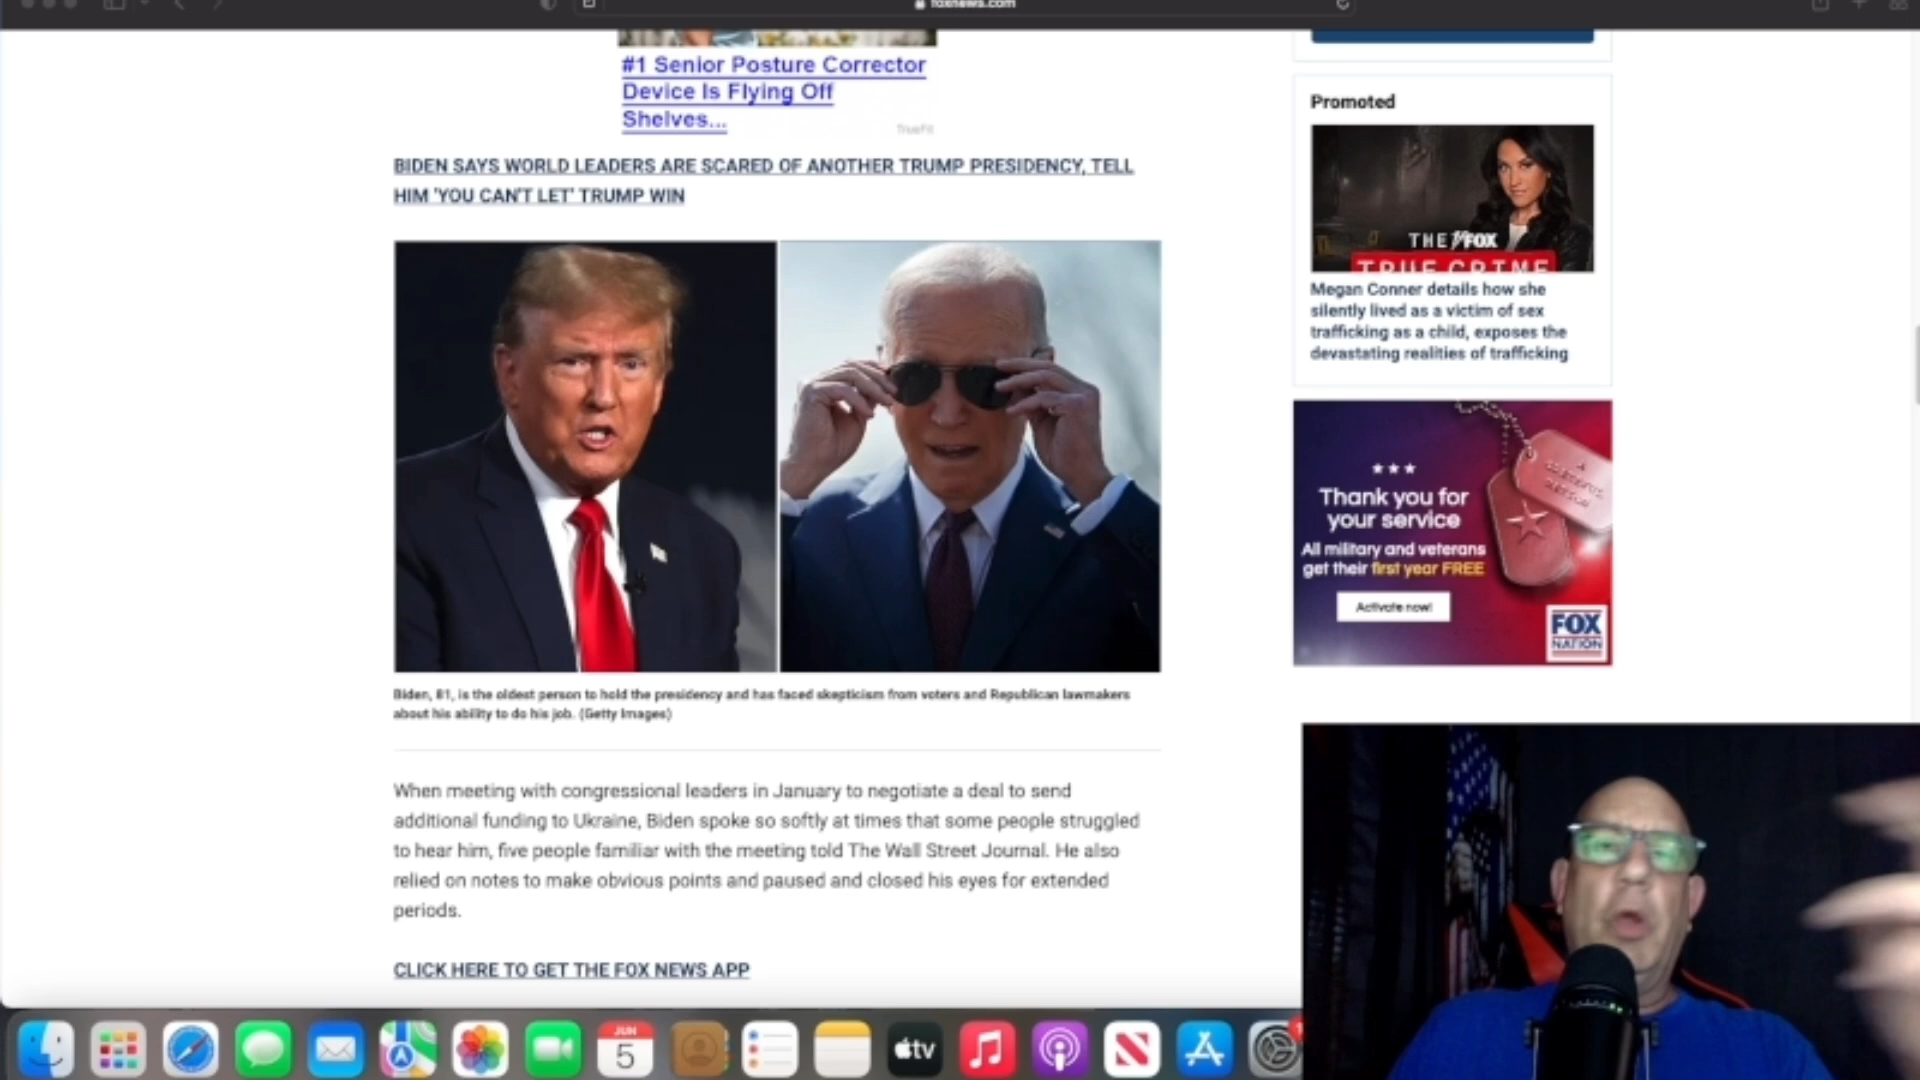 foxnews.com
#1 Senior Posture Corrector
Device Is Flying Off
Shelves...
TrueFit
BIDEN SAYS WORLD LEADERS ARE SCARED OF ANOTHER TRUMP PRESIDENCY, TELL
HIM 'YOU CAN'T LET' TRUMP WIN
Biden, 81, is the oldest person to hold the presidency and has faced skepticism from voters and Republican lawmakers
about his ability to do his job. (Getty Images)
When meeting with congressional leaders in January to negotiate a deal to send
additional funding to Ukraine, Biden spoke so softly at times that some people struggled
to hear him, five people familiar with the meeting told The Wall Street Journal. He also
relied on notes to make obvious points and paused and closed his eyes for extended
periods.
CLICK HERE TO GET THE FOX NEWS APP
Promoted
THE FOX
TRUE CRIME
Megan Conner details how she
silently lived as a victim of sex
trafficking as a child, exposes the
devastating realities of trafficking
Thank you for
your service
All military and veterans
get their first year FREE
Activate now!
A
GRATEFUL
NATION
FOX
NATION
JUN
5
tv